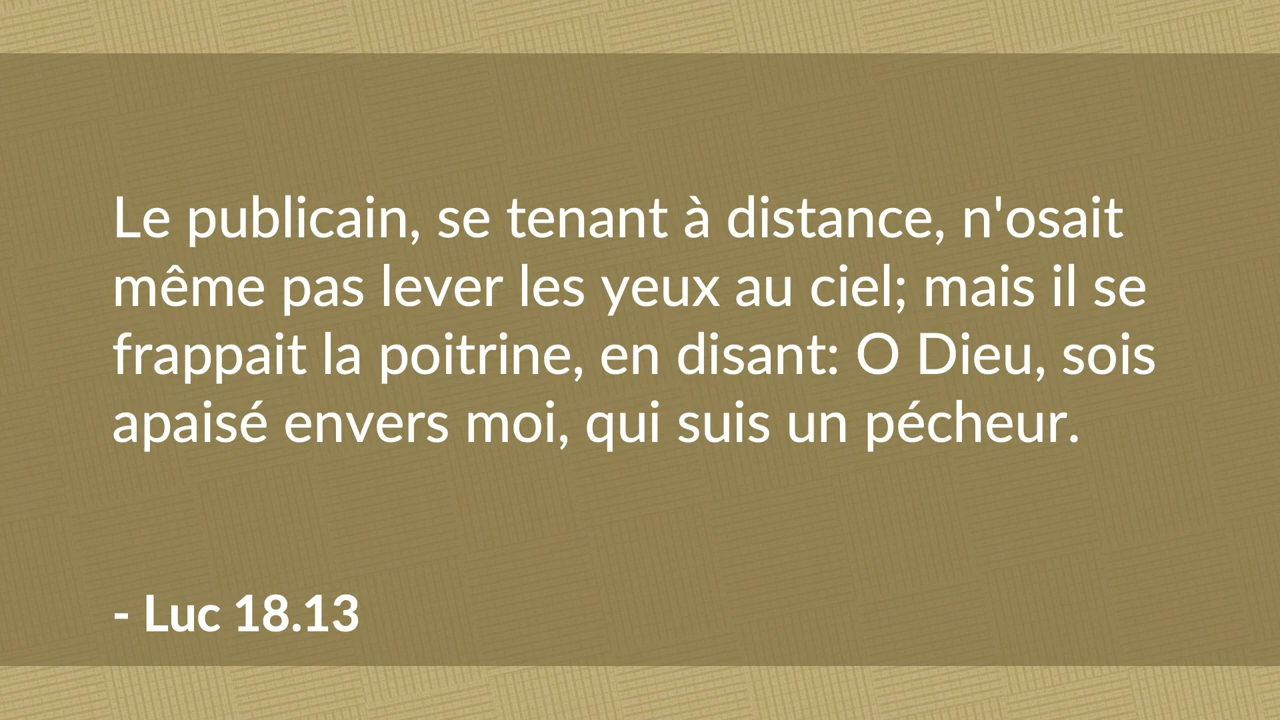 Le publicain, se tenant à distance, n'osait
même pas lever les yeux au ciel; mais il se
frappait la poitrine, en disant: O Dieu, sois
apaisé envers moi, qui suis un pécheur.
- Luc 18.13